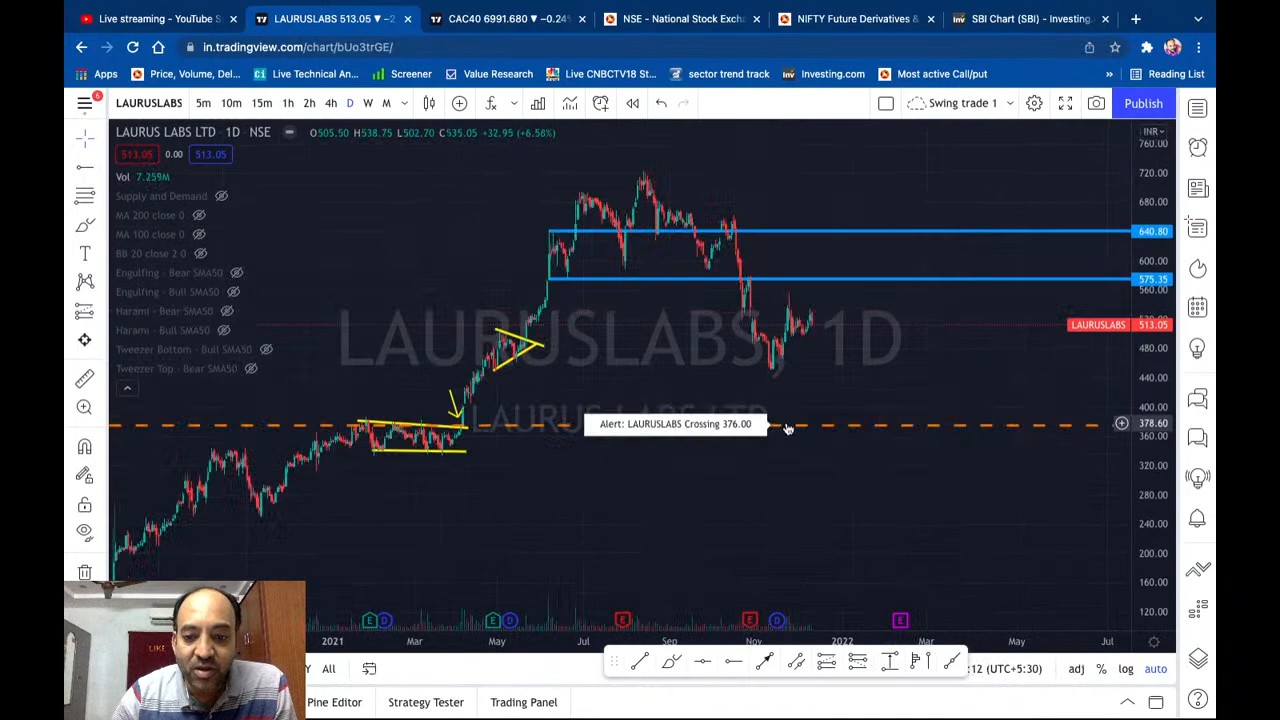 Live streaming - YouTube S
LAURUSLABS 513.05 ▼ −2
CAC40 6991.680 ▼ −0.24%
NSE - National Stock Excha
NIFTY Future Derivatives &
SBI Chart (SBI) - Investing.
in.tradingview.com/chart/bUo3trGE/
Apps
Price, Volume, Del...
Live Technical An...
Screener
Value Research
Live CNBCTV18 St...
sector trend track
Investing.com
Most active Call/put
»
Reading List
6
LAURUSLABS
5m 10m 15m 1h 2h 4h D W M
Swing trade 1
Publish
LAURUS LABS LTD · 1D · NSE
O505.50 H538.75 L502.70 C535.05 +32.95 (+6.56%)
INR
513.05 0.00 513.05
Vol 7.259M
Supply and Demand
MA 200 close 0
MA 100 close 0
BB 20 close 2 0
Engulfing - Bear SMA50
Engulfing - Bull SMA50
Harami - Bear SMA50
Harami - Bull SMA50
Tweezer Bottom - Bull SMA50
Tweezer Top - Bear SMA50
LAURUSLABS, 1D
Alert: LAURUSLABS Crossing 376.00
760.00
720.00
680.00
640.80
600.00
575.35
560.00
LAURUSLABS 513.05
480.00
440.00
400.00
378.60
360.00
320.00
280.00
240.00
200.00
160.00
120.00
E D E D E E D E
2021 Mar May Jul Sep Nov 2022 Mar May Jul
LIKE
Y All
:12 (UTC+5:30)
adj % log auto
Pine Editor
Strategy Tester
Trading Panel